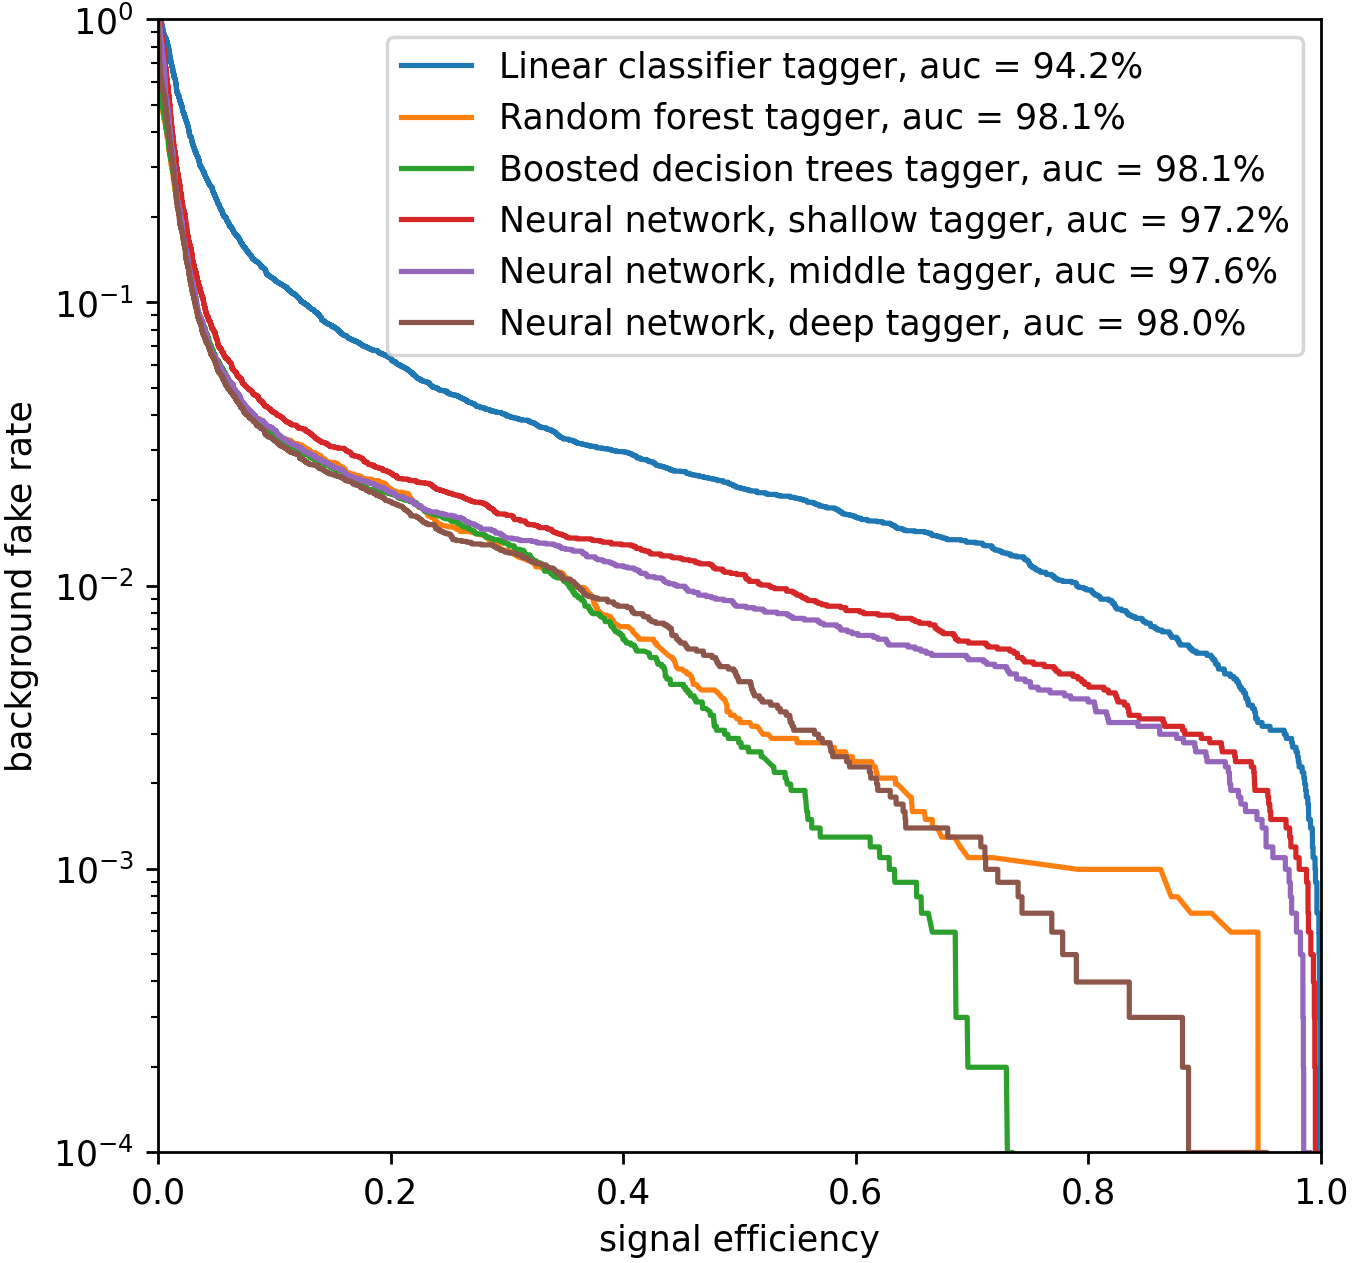 10⁰
10⁻¹
10⁻²
10⁻³
10⁻⁴
background fake rate
Linear classifier tagger, auc = 94.2%
Random forest tagger, auc = 98.1%
Boosted decision trees tagger, auc = 98.1%
Neural network, shallow tagger, auc = 97.2%
Neural network, middle tagger, auc = 97.6%
Neural network, deep tagger, auc = 98.0%
0.0 0.2 0.4 0.6 0.8 1.0
signal efficiency